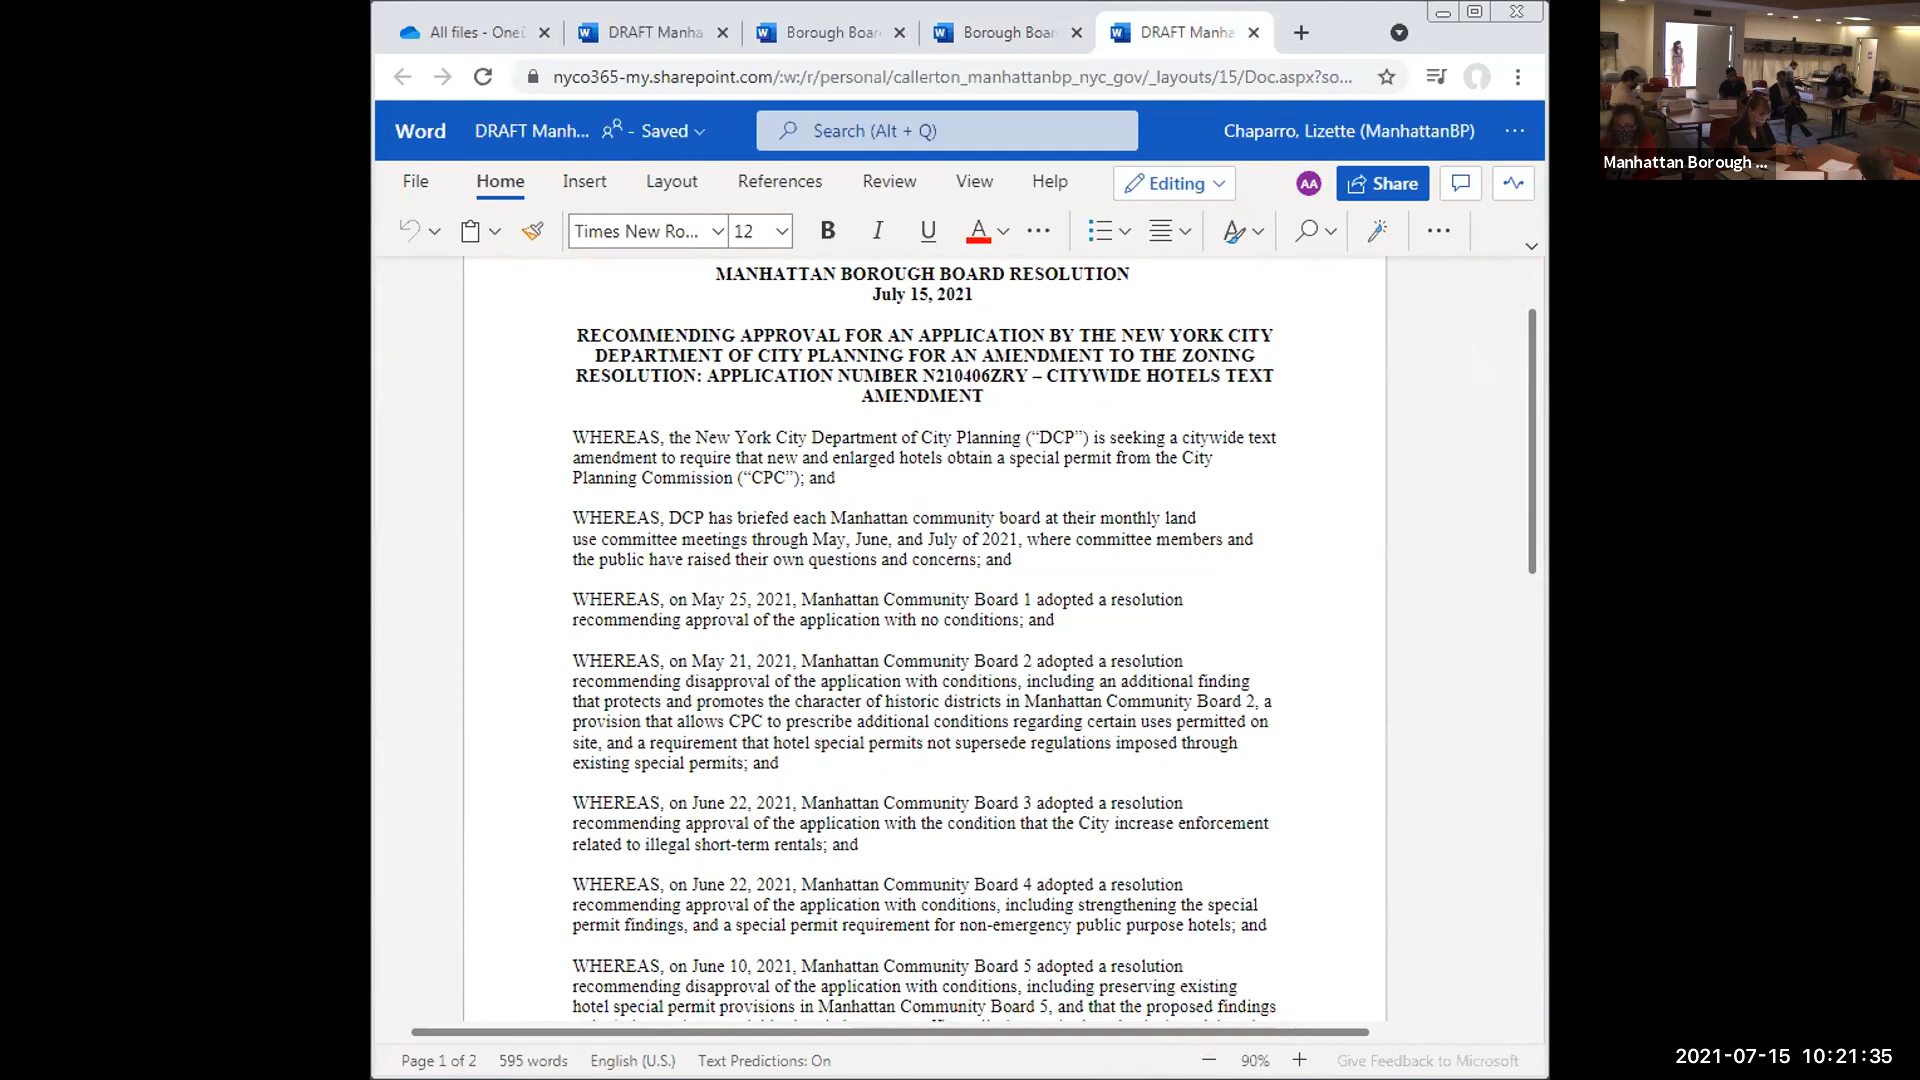 All files - One
DRAFT Manha
Borough Boar
Borough Boar
DRAFT Manha
nyco365-my.sharepoint.com/:w:/r/personal/callerton_manhattanbp_nyc_gov/_layouts/15/Doc.aspx?so...
Word
DRAFT Manh... - Saved
Search (Alt + Q)
Chaparro, Lizette (ManhattanBP)
File Home Insert Layout References Review View Help
Editing
AA
Share
Times New Ro... 12 B I U A
MANHATTAN BOROUGH BOARD RESOLUTION
July 15, 2021
RECOMMENDING APPROVAL FOR AN APPLICATION BY THE NEW YORK CITY
DEPARTMENT OF CITY PLANNING FOR AN AMENDMENT TO THE ZONING
RESOLUTION: APPLICATION NUMBER N210406ZRY – CITYWIDE HOTELS TEXT
AMENDMENT
WHEREAS, the New York City Department of City Planning (“DCP”) is seeking a citywide text
amendment to require that new and enlarged hotels obtain a special permit from the City
Planning Commission (“CPC”); and
WHEREAS, DCP has briefed each Manhattan community board at their monthly land
use committee meetings through May, June, and July of 2021, where committee members and
the public have raised their own questions and concerns; and
WHEREAS, on May 25, 2021, Manhattan Community Board 1 adopted a resolution
recommending approval of the application with no conditions; and
WHEREAS, on May 21, 2021, Manhattan Community Board 2 adopted a resolution
recommending disapproval of the application with conditions, including an additional finding
that protects and promotes the character of historic districts in Manhattan Community Board 2, a
provision that allows CPC to prescribe additional conditions regarding certain uses permitted on
site, and a requirement that hotel special permits not supersede regulations imposed through
existing special permits; and
WHEREAS, on June 22, 2021, Manhattan Community Board 3 adopted a resolution
recommending approval of the application with the condition that the City increase enforcement
related to illegal short-term rentals; and
WHEREAS, on June 22, 2021, Manhattan Community Board 4 adopted a resolution
recommending approval of the application with conditions, including strengthening the special
permit findings, and a special permit requirement for non-emergency public purpose hotels; and
WHEREAS, on June 10, 2021, Manhattan Community Board 5 adopted a resolution
recommending disapproval of the application with conditions, including preserving existing
hotel special permit provisions in Manhattan Community Board 5, and that the proposed findings
Page 1 of 2 595 words English (U.S.) Text Predictions: On
90%
Give Feedback to Microsoft
Manhattan Borough ...
2021-07-15 10:21:35